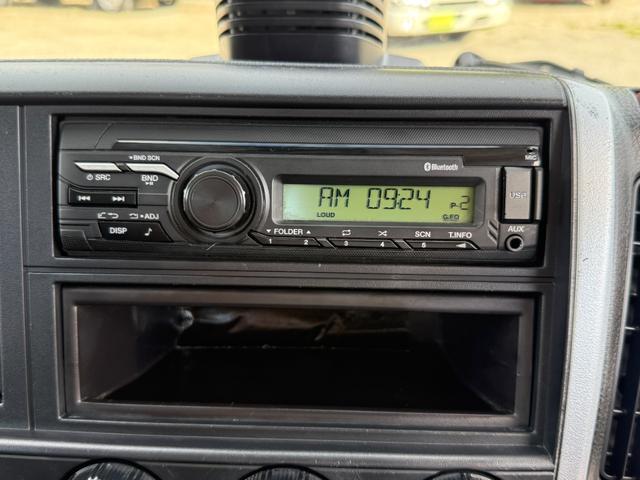 BND SCN
Bluetooth
MIC
SRC
BND
USB
AM 0924 P-2
LOUD
G.EQ
ADJ
DISP
FOLDER
SCN
T.INFO
AUX
1 2 3 4 5